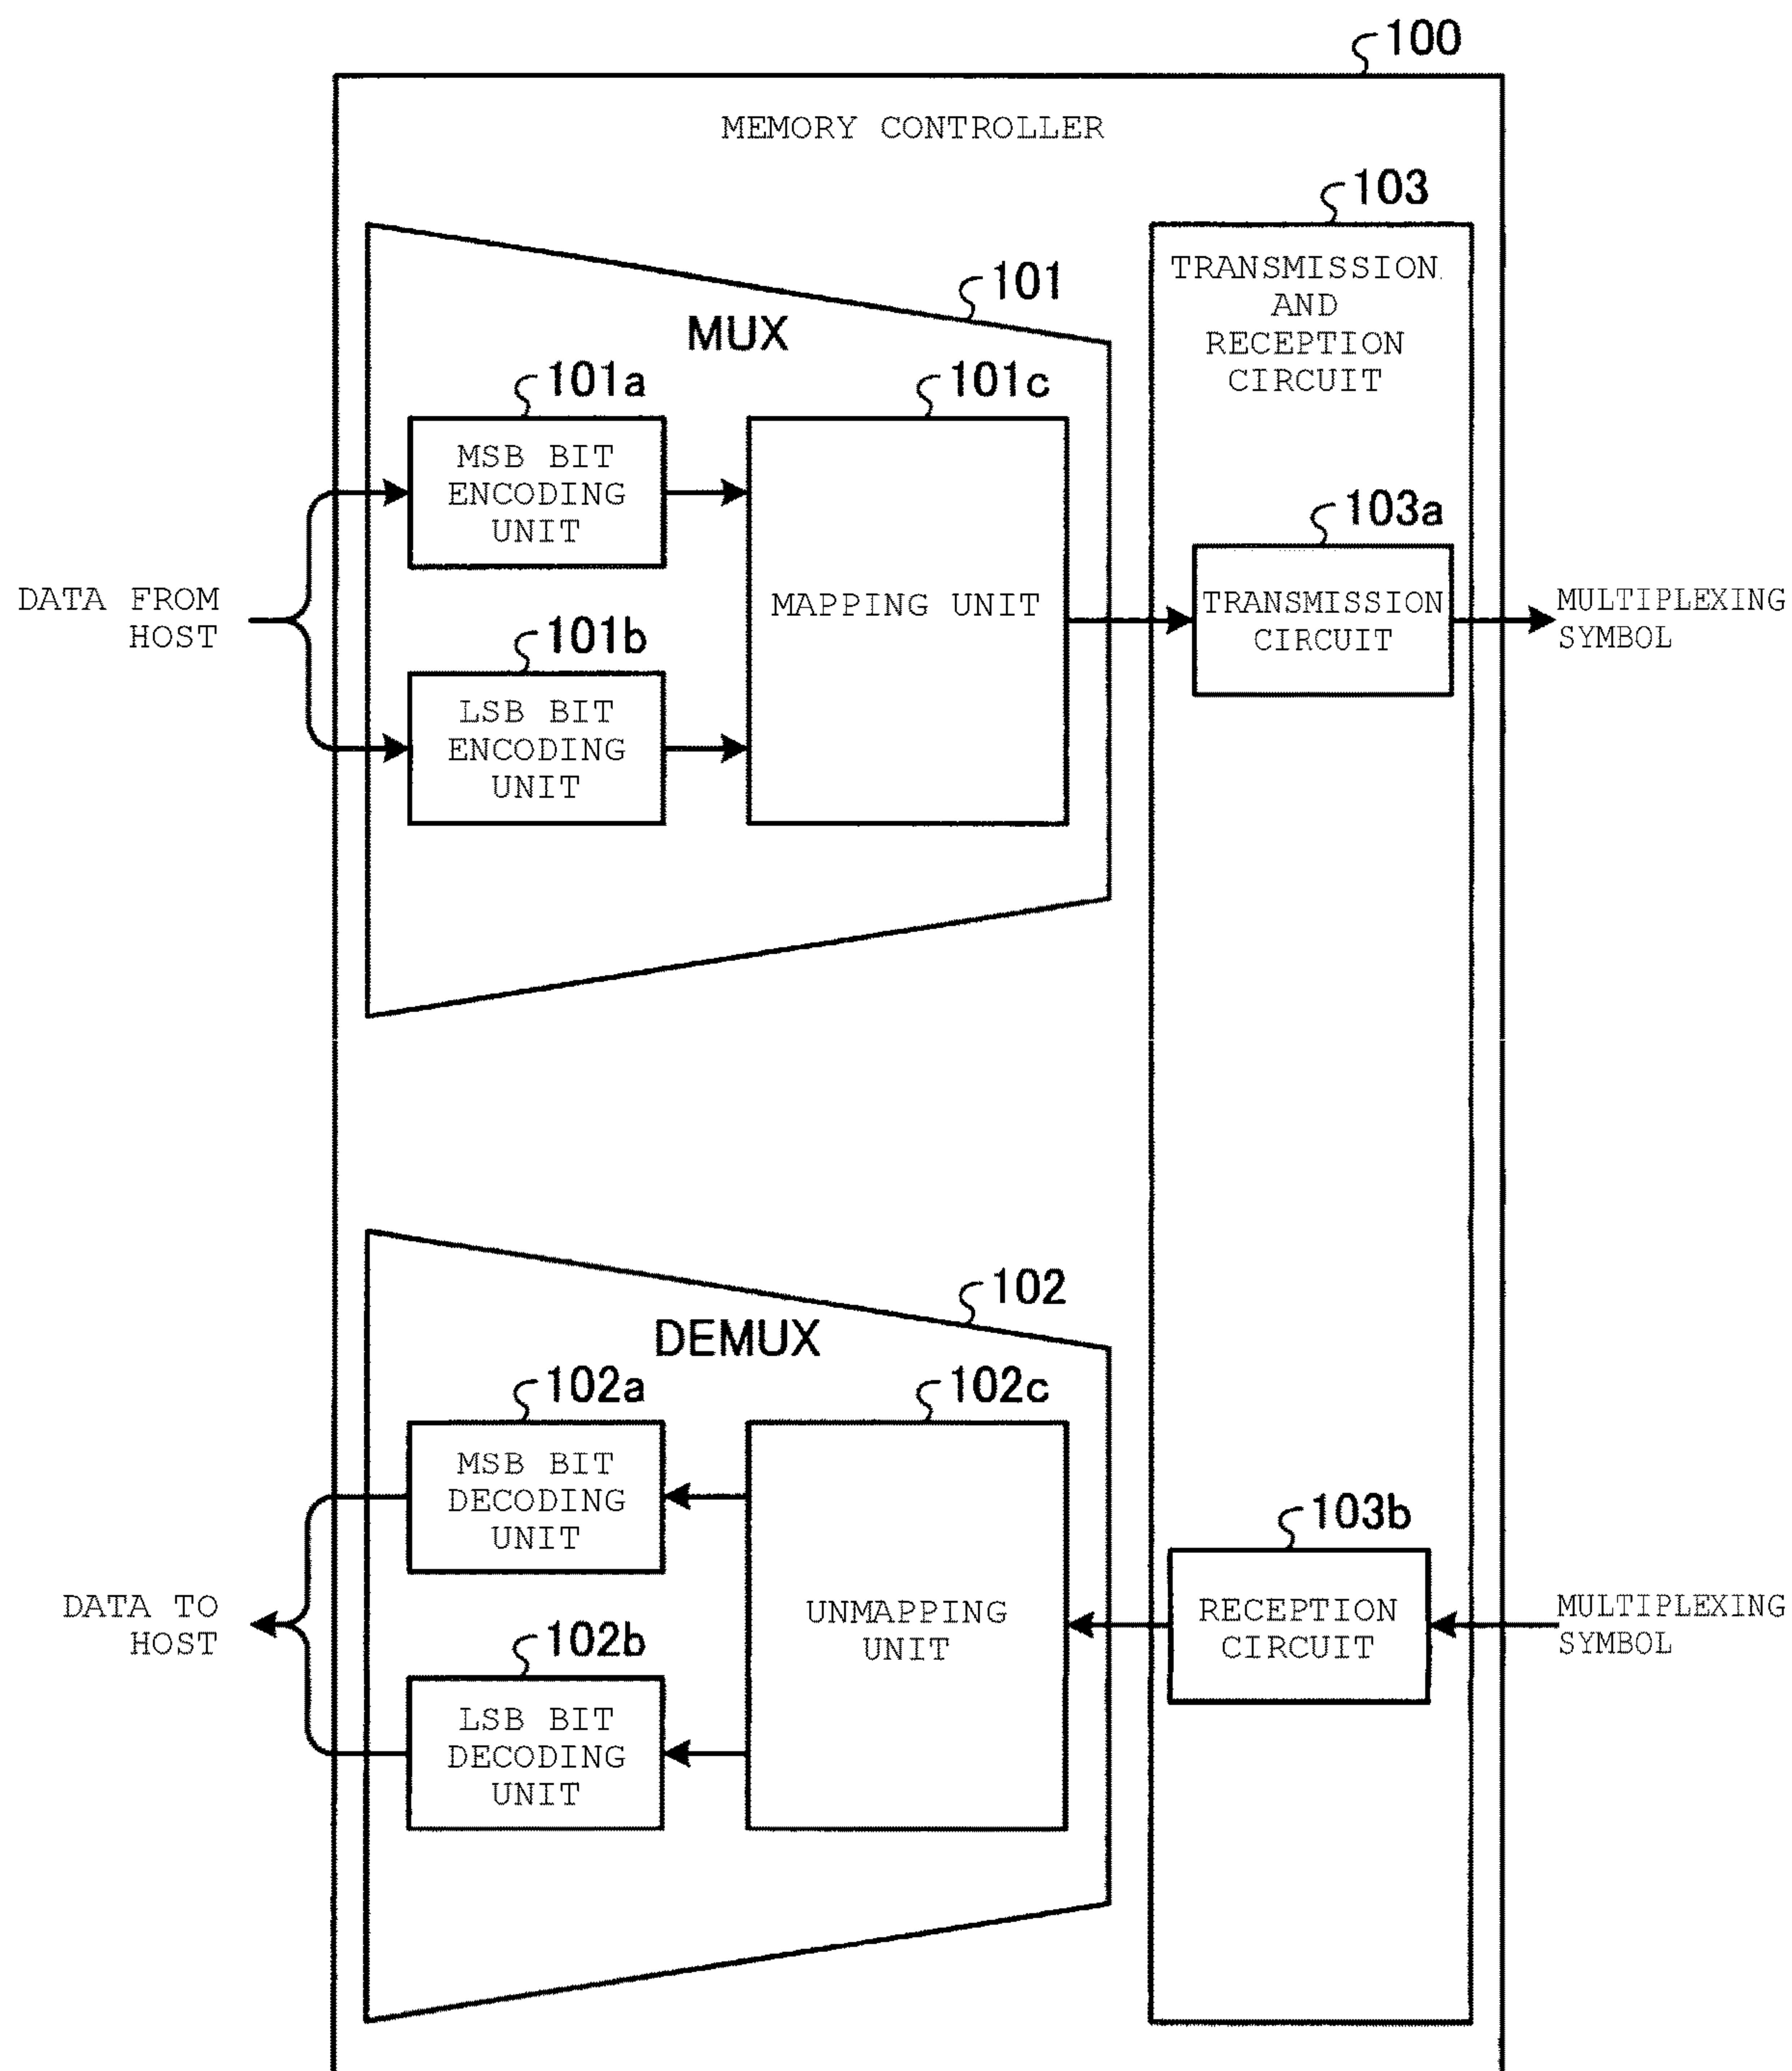 100
MEMORY CONTROLLER
103
TRANSMISSION
AND
RECEPTION
CIRCUIT
101
MUX
101a
101c
MSB BIT
ENCODING
UNIT
103a
DATA FROM
HOST
MAPPING UNIT
TRANSMISSION
CIRCUIT
MULTIPLEXING
SYMBOL
101b
LSB BIT
ENCODING
UNIT
102
DEMUX
102a
102c
MSB BIT
DECODING
UNIT
103b
DATA TO
HOST
UNMAPPING
UNIT
RECEPTION
CIRCUIT
MULTIPLEXING
SYMBOL
102b
LSB BIT
DECODING
UNIT